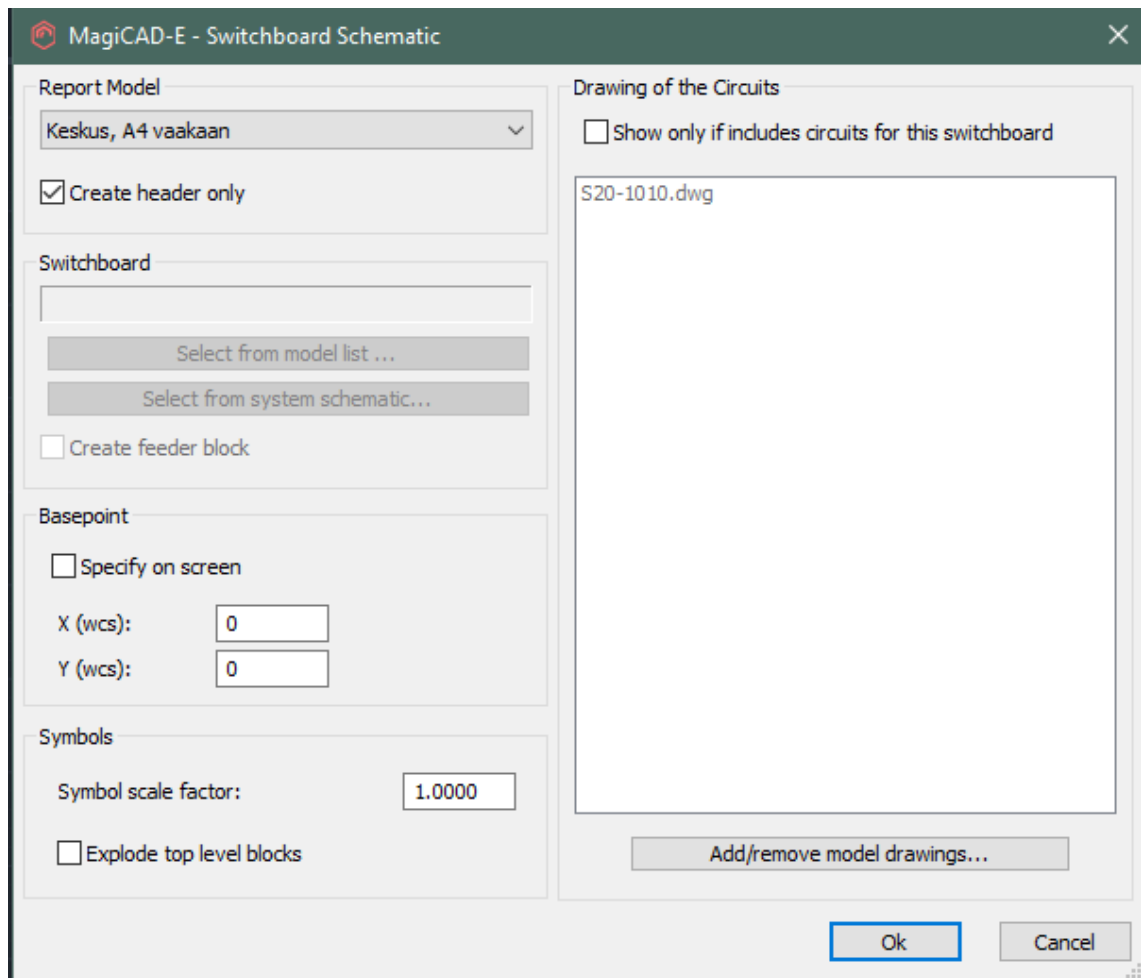 MagiCAD-E - Switchboard Schematic
Report Model
Keskus, A4 vaakaan
Create header only
Switchboard
Select from model list ...
Select from system schematic...
Create feeder block
Basepoint
Specify on screen
X (wcs): 0
Y (wcs): 0
Symbols
Symbol scale factor: 1.0000
Explode top level blocks
Drawing of the Circuits
Show only if includes circuits for this switchboard
S20-1010.dwg
Add/remove model drawings...
Ok
Cancel